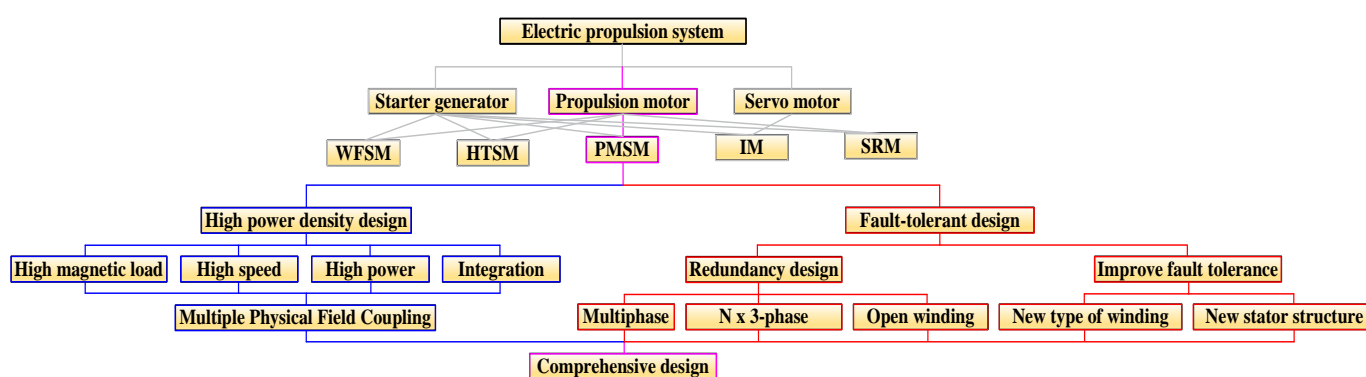 Electric propulsion system
Starter generator
Propulsion motor
Servo motor
WFSM
HTSM
PMSM
IM
SRM
High power density design
Fault-tolerant design
High magnetic load
High speed
High power
Integration
Redundancy design
Improve fault tolerance
Multiple Physical Field Coupling
Multiphase
N x 3-phase
Open winding
New type of winding
New stator structure
Comprehensive design